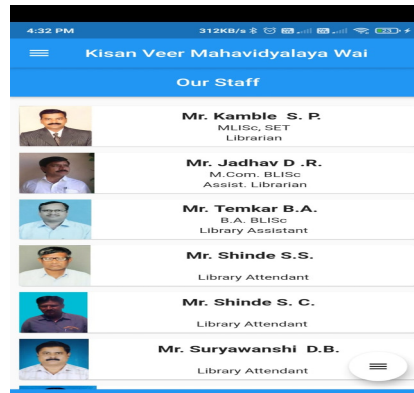 4:32 PM 312KB/s 23
Kisan Veer Mahavidyalaya Wai
Our Staff
Mr. Kamble S. P.
MLISc, SET
Librarian
Mr. Jadhav D .R.
M.Com. BLISc
Assist. Librarian
Mr. Temkar B.A.
B.A. BLISc
Library Assistant
Mr. Shinde S.S.
Library Attendant
Mr. Shinde S. C.
Library Attendant
Mr. Suryawanshi D.B.
Library Attendant